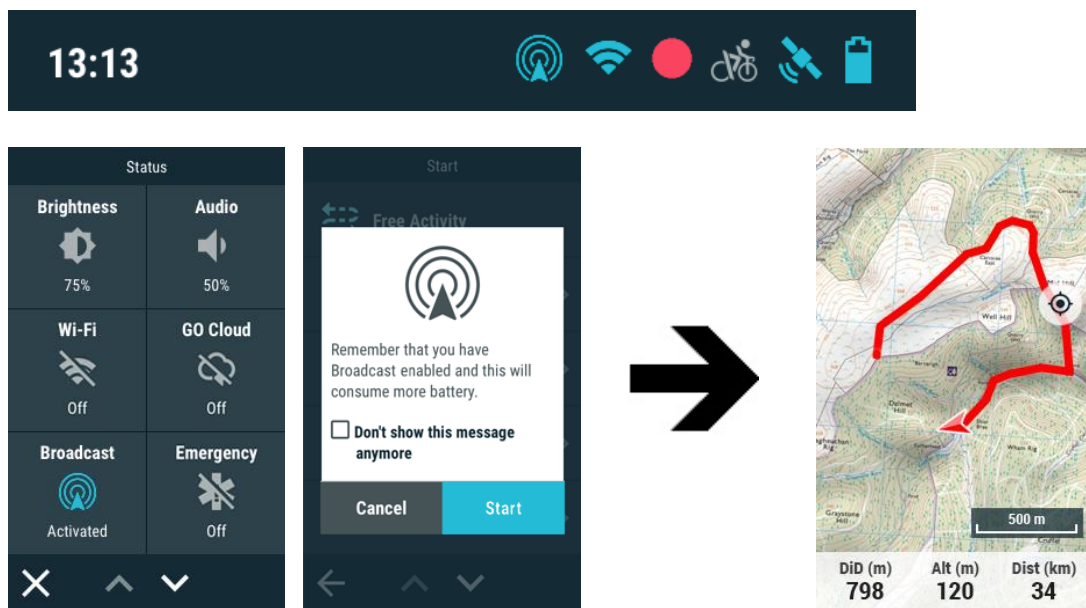 13:13
Status
Brightness Audio
75% 50%
Wi-Fi GO Cloud
Off Off
Broadcast Emergency
Activated Off
Start
Free Activity
Remember that you have
Broadcast enabled and this will
consume more battery.
Don't show this message
anymore
Cancel Start
Well Hill
500 m
DiD (m) Alt (m) Dist (km)
798 120 34